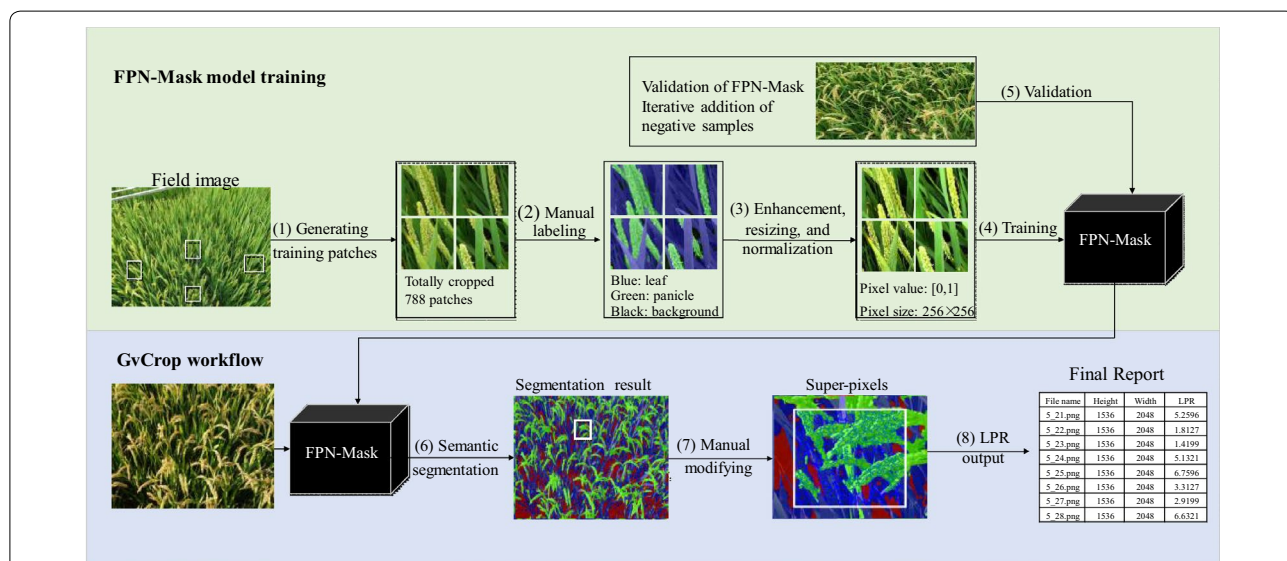 FPN-Mask model training
Validation of FPN-Mask
Iterative addition of
negative samples
(5) Validation
Field image
(1) Generating
training patches
Totally cropped
788 patches
(2) Manual
labeling
Blue: leaf
Green: panicle
Black: background
(3) Enhancement,
resizing, and
normalization
Pixel value: [0,1]
Pixel size: 256×256
(4) Training
FPN-Mask
GvCrop workflow
FPN-Mask
(6) Semantic
segmentation
Segmentation result
(7) Manual
modifying
Super-pixels
(8) LPR
output
Final Report
File name Height Width LPR
5_21.png 1536 2048 5.2596
5_22.png 1536 2048 1.8127
5_23.png 1536 2048 1.4199
5_24.png 1536 2048 5.1321
5_25.png 1536 2048 6.7596
5_26.png 1536 2048 3.3127
5_27.png 1536 2048 2.9199
5_28.png 1536 2048 6.6321